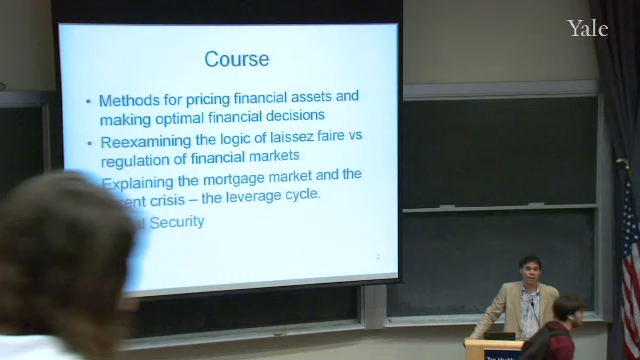 Yale
Course
• Methods for pricing financial assets and
making optimal financial decisions
• Reexamining the logic of laissez faire vs
regulation of financial markets
Explaining the mortgage market and the
crisis – the leverage cycle.
Security
2